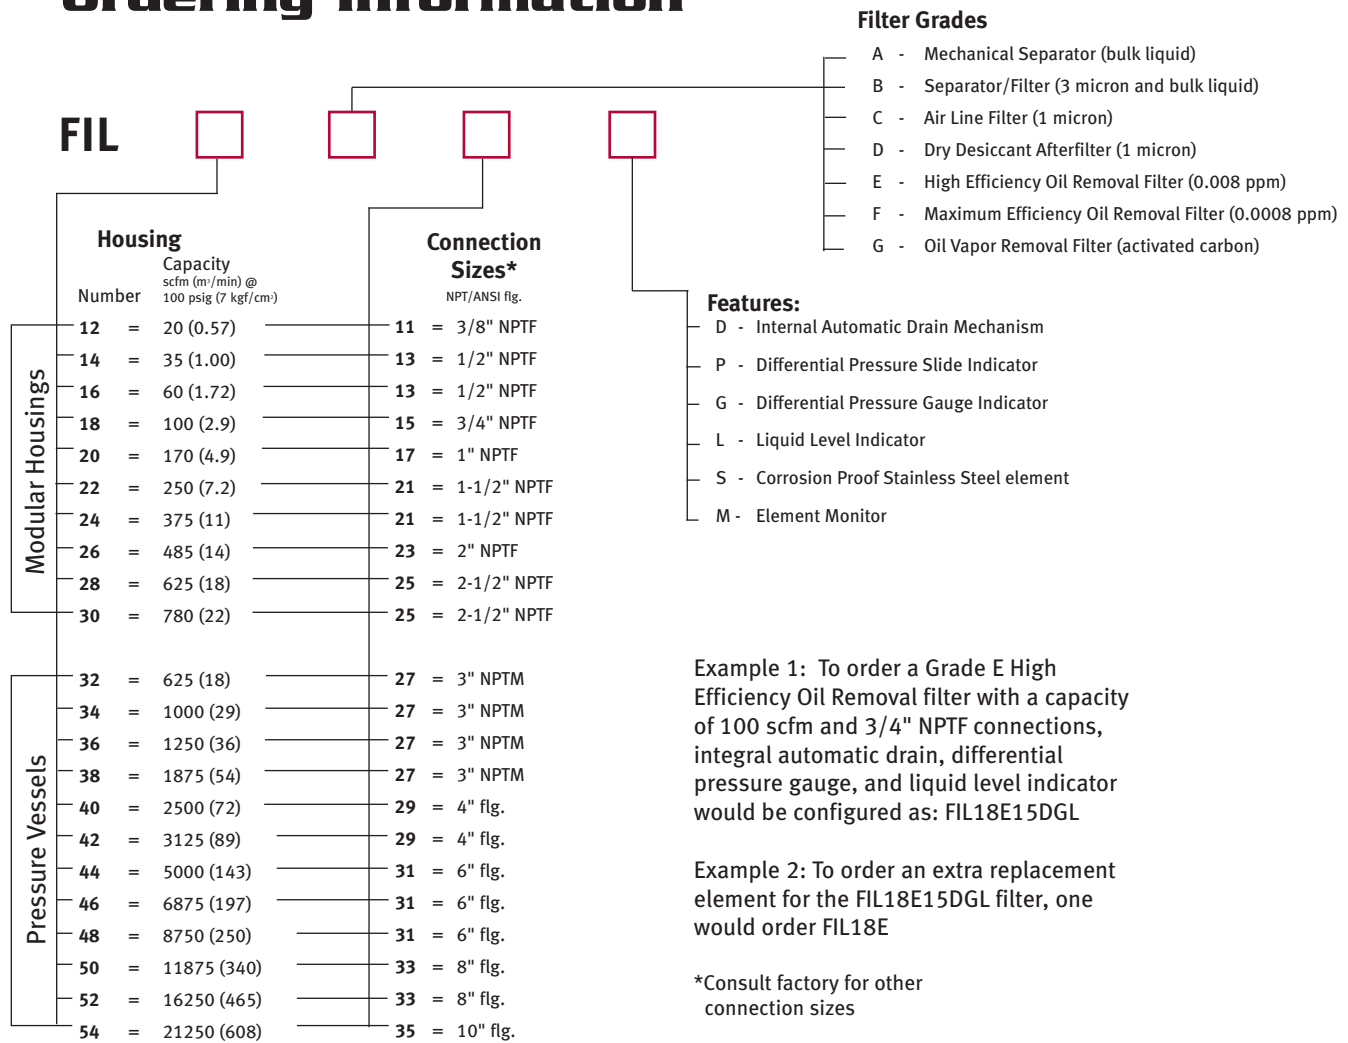 Ordering Information
Filter Grades
A - Mechanical Separator (bulk liquid)
B - Separator/Filter (3 micron and bulk liquid)
C - Air Line Filter (1 micron)
D - Dry Desiccant Afterfilter (1 micron)
E - High Efficiency Oil Removal Filter (0.008 ppm)
F - Maximum Efficiency Oil Removal Filter (0.0008 ppm)
G - Oil Vapor Removal Filter (activated carbon)
FIL
Housing
Number
Capacity
scfm (m³/min) @
100 psig (7 kgf/cm²)
Connection
Sizes*
NPT/ANSI flg.
Modular Housings
12 = 20 (0.57) 11 = 3/8" NPTF
14 = 35 (1.00) 13 = 1/2" NPTF
16 = 60 (1.72) 13 = 1/2" NPTF
18 = 100 (2.9) 15 = 3/4" NPTF
20 = 170 (4.9) 17 = 1" NPTF
22 = 250 (7.2) 21 = 1-1/2" NPTF
24 = 375 (11) 21 = 1-1/2" NPTF
26 = 485 (14) 23 = 2" NPTF
28 = 625 (18) 25 = 2-1/2" NPTF
30 = 780 (22) 25 = 2-1/2" NPTF
Pressure Vessels
32 = 625 (18) 27 = 3" NPTM
34 = 1000 (29) 27 = 3" NPTM
36 = 1250 (36) 27 = 3" NPTM
38 = 1875 (54) 27 = 3" NPTM
40 = 2500 (72) 29 = 4" flg.
42 = 3125 (89) 29 = 4" flg.
44 = 5000 (143) 31 = 6" flg.
46 = 6875 (197) 31 = 6" flg.
48 = 8750 (250) 31 = 6" flg.
50 = 11875 (340) 33 = 8" flg.
52 = 16250 (465) 33 = 8" flg.
54 = 21250 (608) 35 = 10" flg.
Features:
D - Internal Automatic Drain Mechanism
P - Differential Pressure Slide Indicator
G - Differential Pressure Gauge Indicator
L - Liquid Level Indicator
S - Corrosion Proof Stainless Steel element
M - Element Monitor
Example 1: To order a Grade E High
Efficiency Oil Removal filter with a capacity
of 100 scfm and 3/4" NPTF connections,
integral automatic drain, differential
pressure gauge, and liquid level indicator
would be configured as: FIL18E15DGL
Example 2: To order an extra replacement
element for the FIL18E15DGL filter, one
would order FIL18E
*Consult factory for other
connection sizes